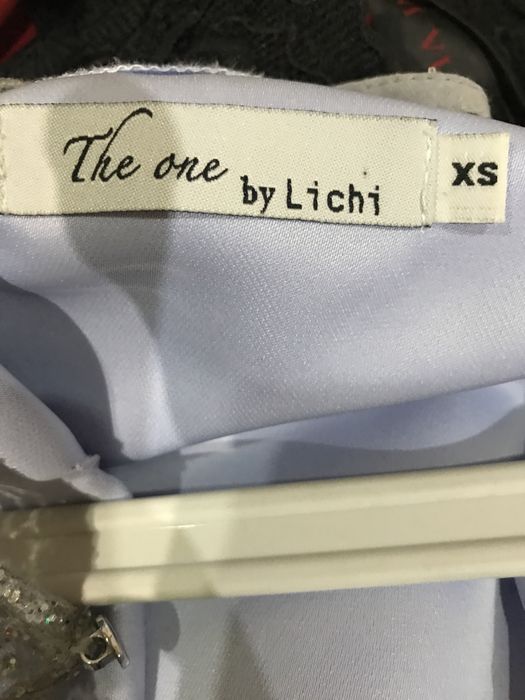 The one
by Lichi
XS